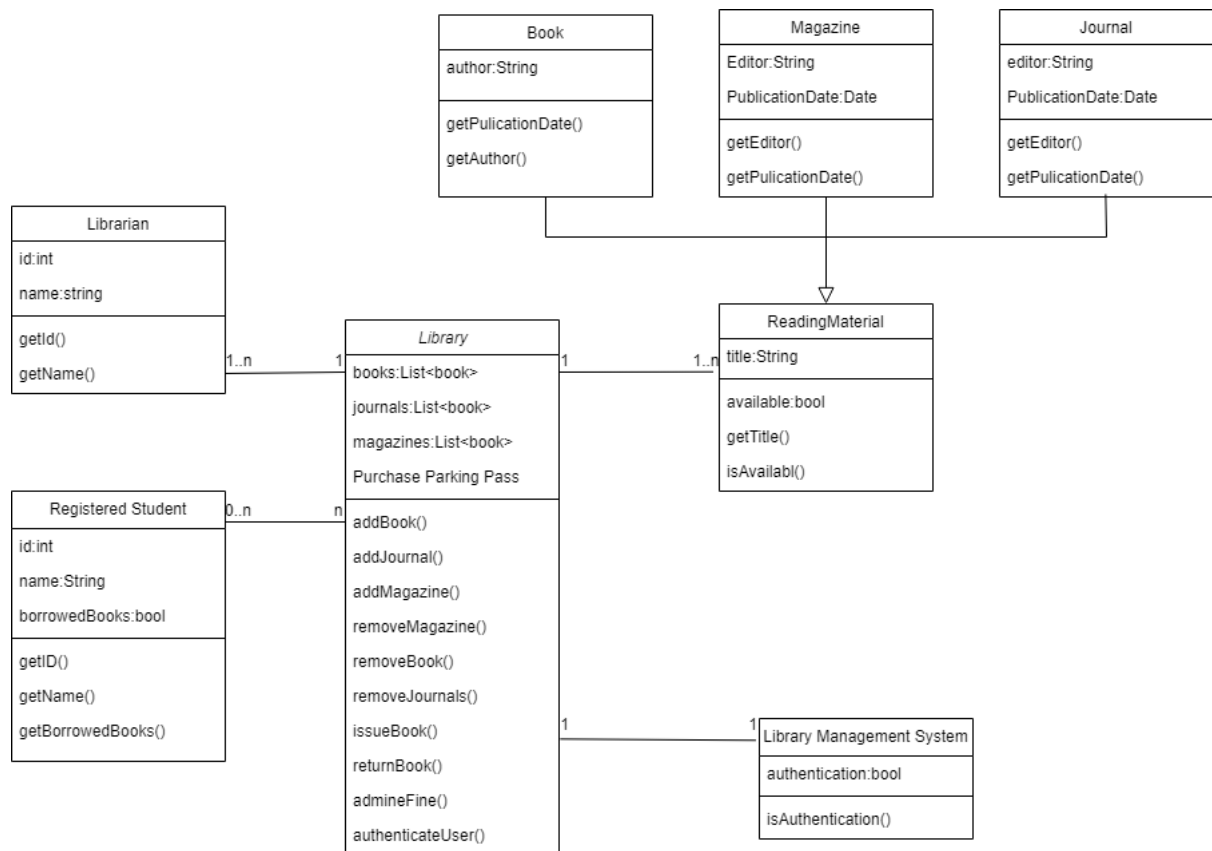 Book
author:String
getPulicationDate()
getAuthor()
Magazine
Editor:String
PublicationDate:Date
getEditor()
getPulicationDate()
Journal
editor:String
PublicationDate:Date
getEditor()
getPulicationDate()
Librarian
id:int
name:string
getId()
getName()
1..n
1
Library
books:List<book>
journals:List<book>
magazines:List<book>
Purchase Parking Pass
addBook()
addJournal()
addMagazine()
removeMagazine()
removeBook()
removeJournals()
issueBook()
returnBook()
admineFine()
authenticateUser()
1
1..n
ReadingMaterial
title:String
available:bool
getTitle()
isAvailabl()
Registered Student
id:int
name:String
borrowedBooks:bool
getID()
getName()
getBorrowedBooks()
0..n
n
1
1
Library Management System
authentication:bool
isAuthentication()